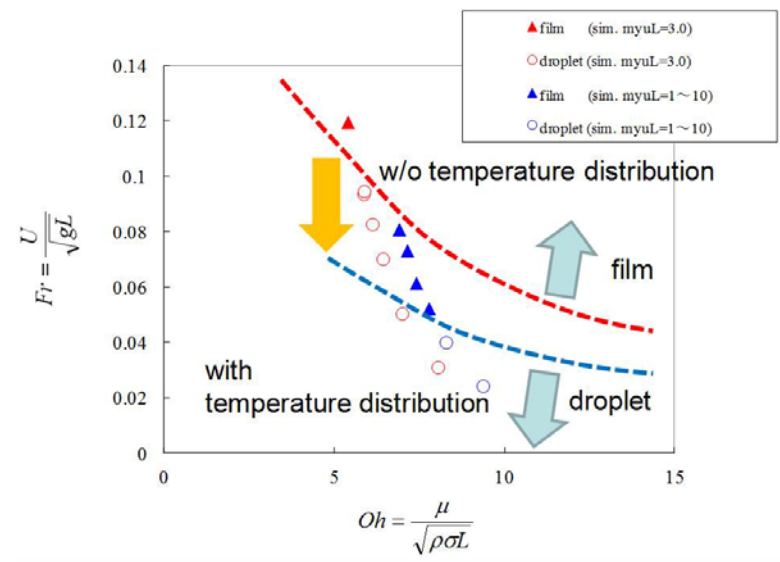 film (sim. myuL=3.0)
droplet (sim. myuL=3.0)
film (sim. myuL=1～10)
droplet (sim. myuL=1～10)
0.14
0.12
0.1
0.08
0.06
0.04
0.02
0
Fr = U / √gL
w/o temperature distribution
film
with
temperature distribution
droplet
0 5 10 15
Oh = μ / √ρσL